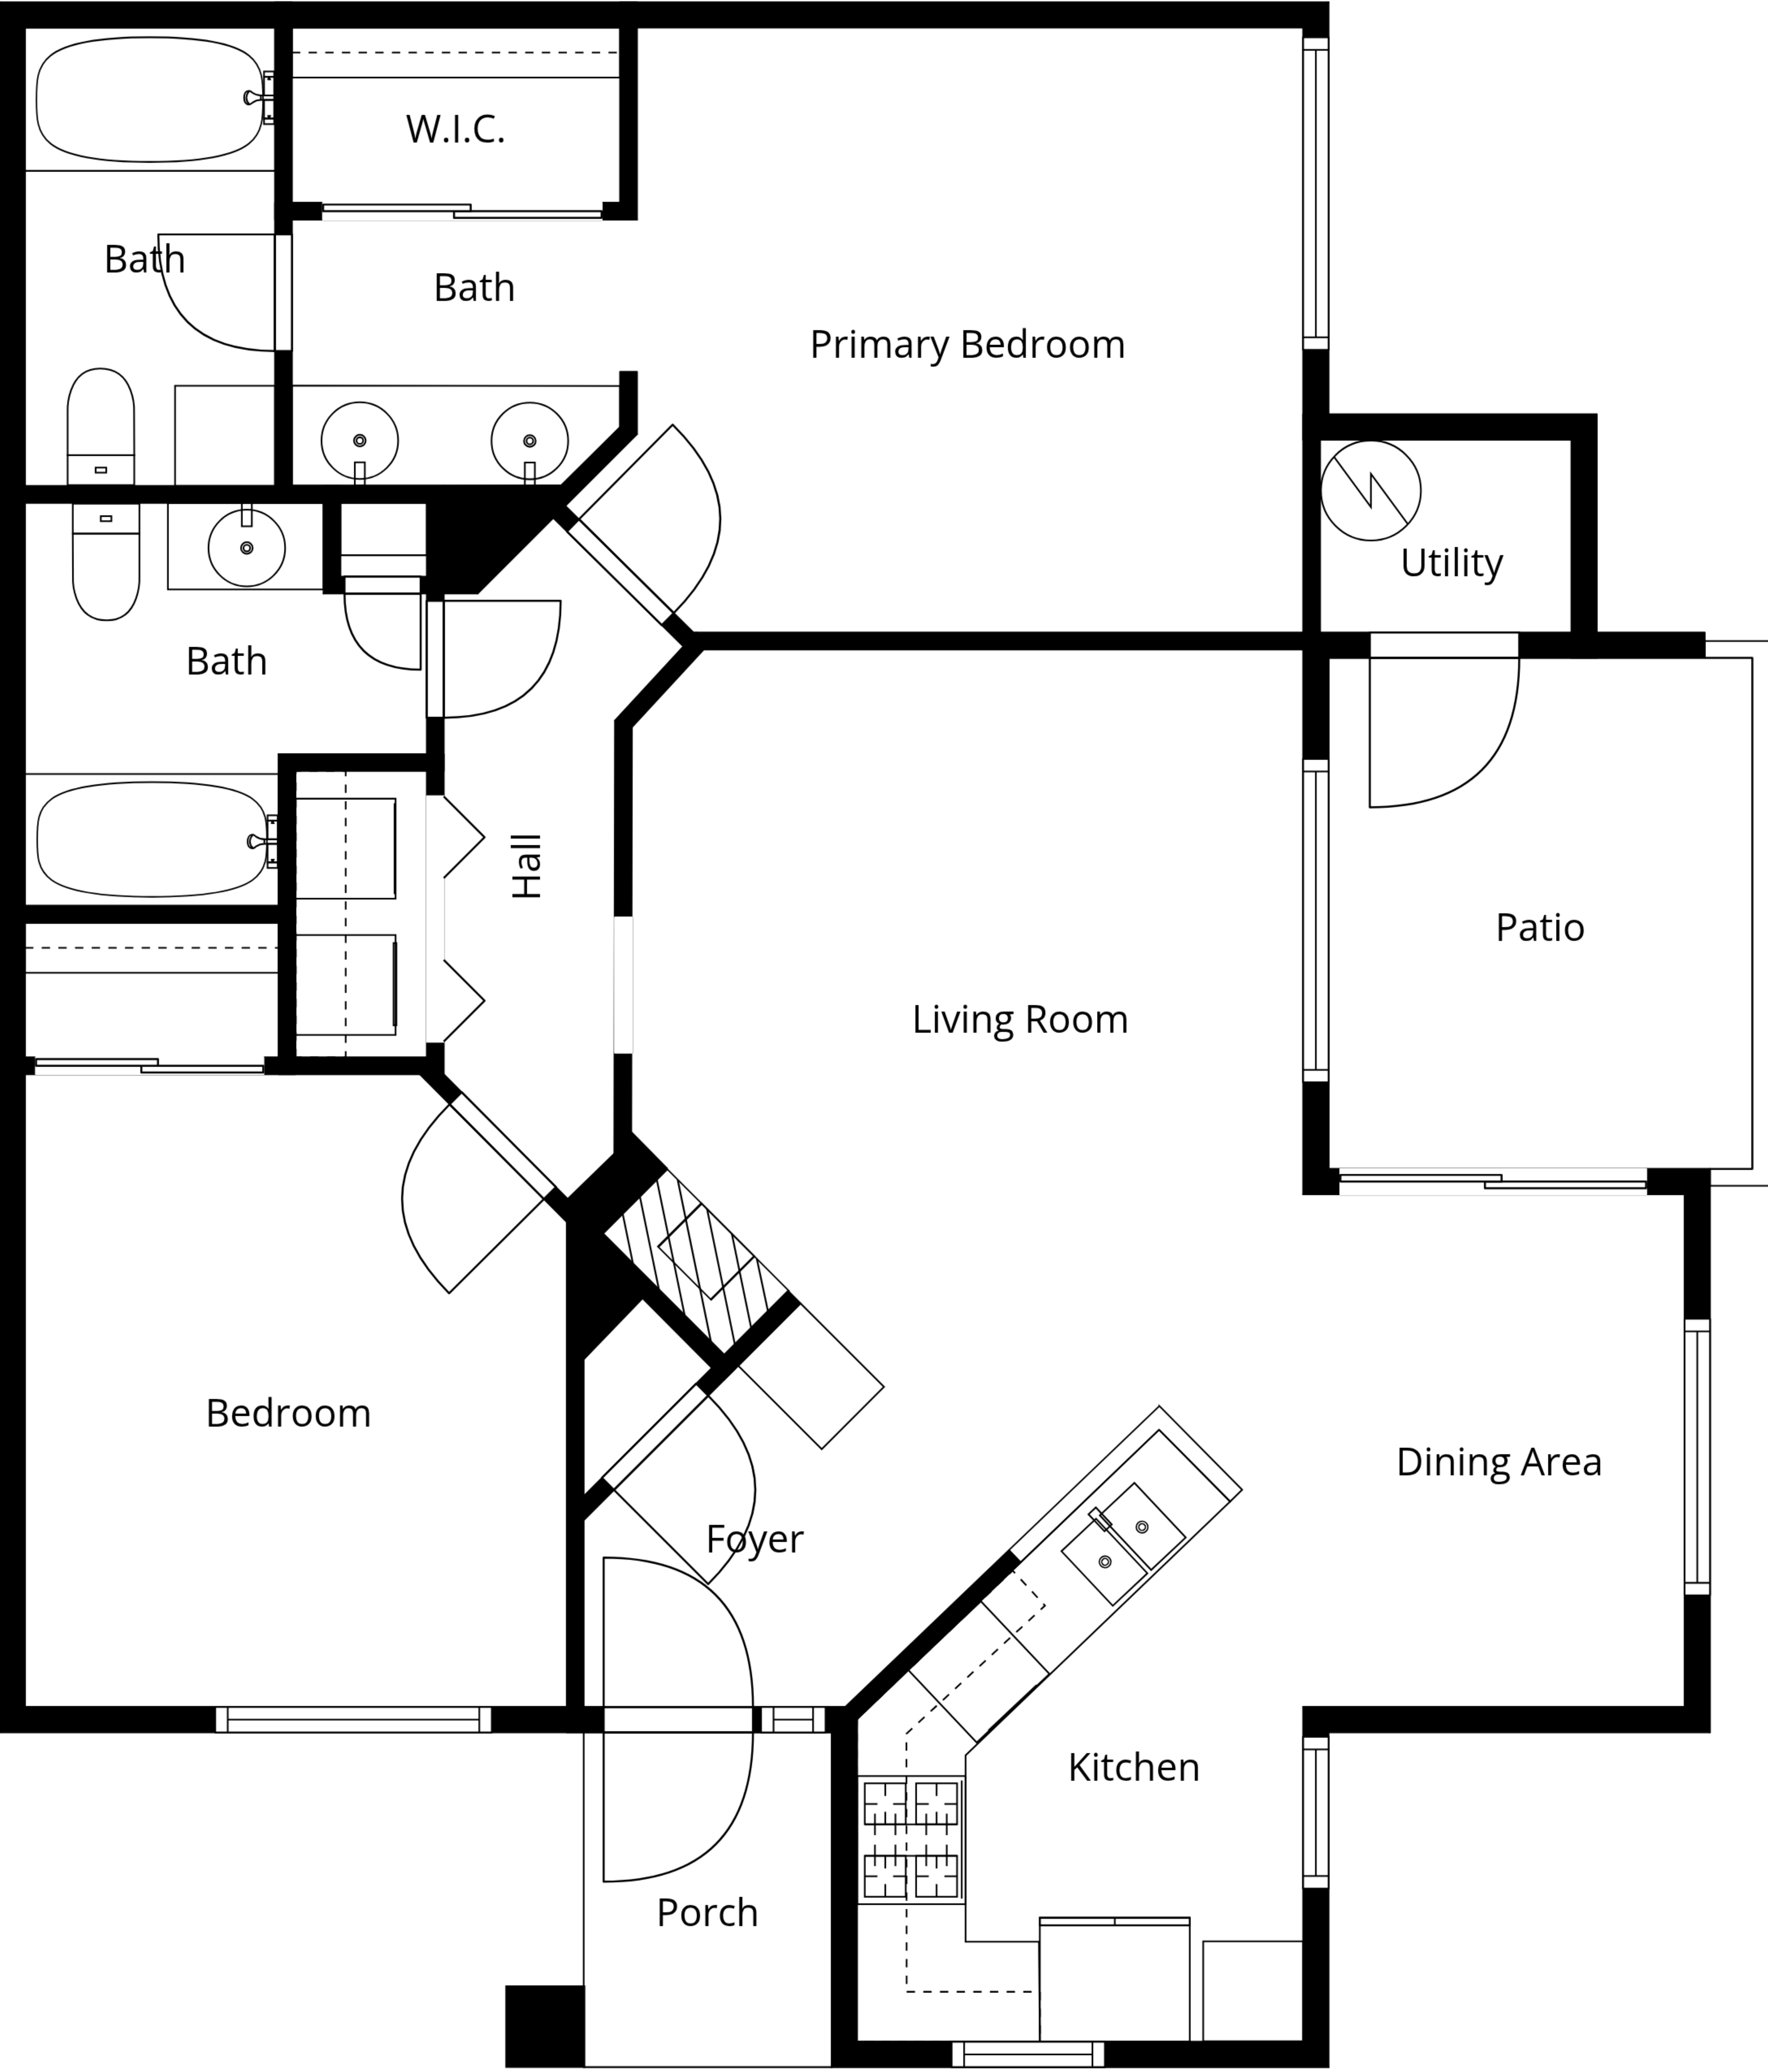 W.I.C.
Bath
Bath
Primary Bedroom
Utility
Bath
Hall
Patio
Living Room
Bedroom
Dining Area
Foyer
Kitchen
Porch